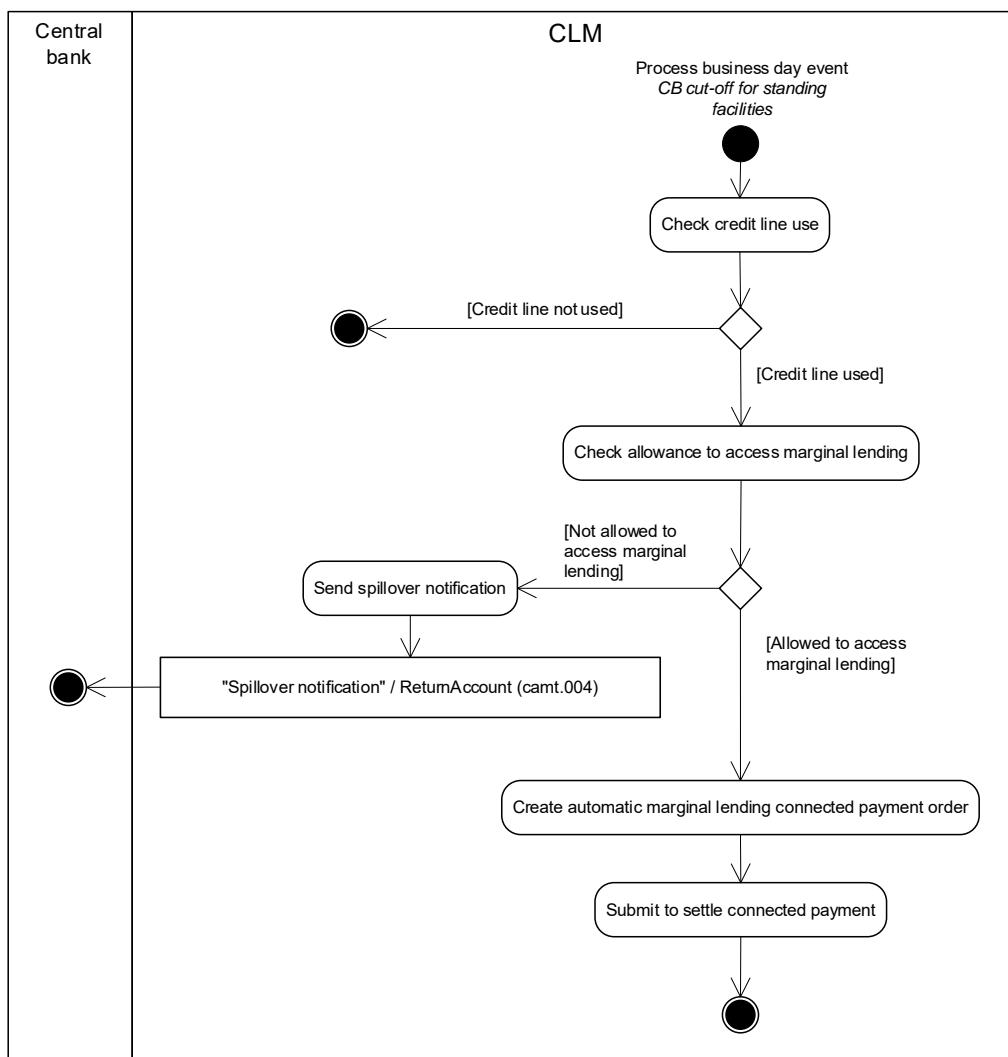 Central
bank
CLM
Process business day event
CB cut-off for standing
facilities
Check credit line use
[Credit line not used]
[Credit line used]
Check allowance to access marginal lending
[Not allowed to
access marginal
lending]
Send spillover notification
[Allowed to access
marginal lending]
"Spillover notification" / ReturnAccount (camt.004)
Create automatic marginal lending connected payment order
Submit to settle connected payment